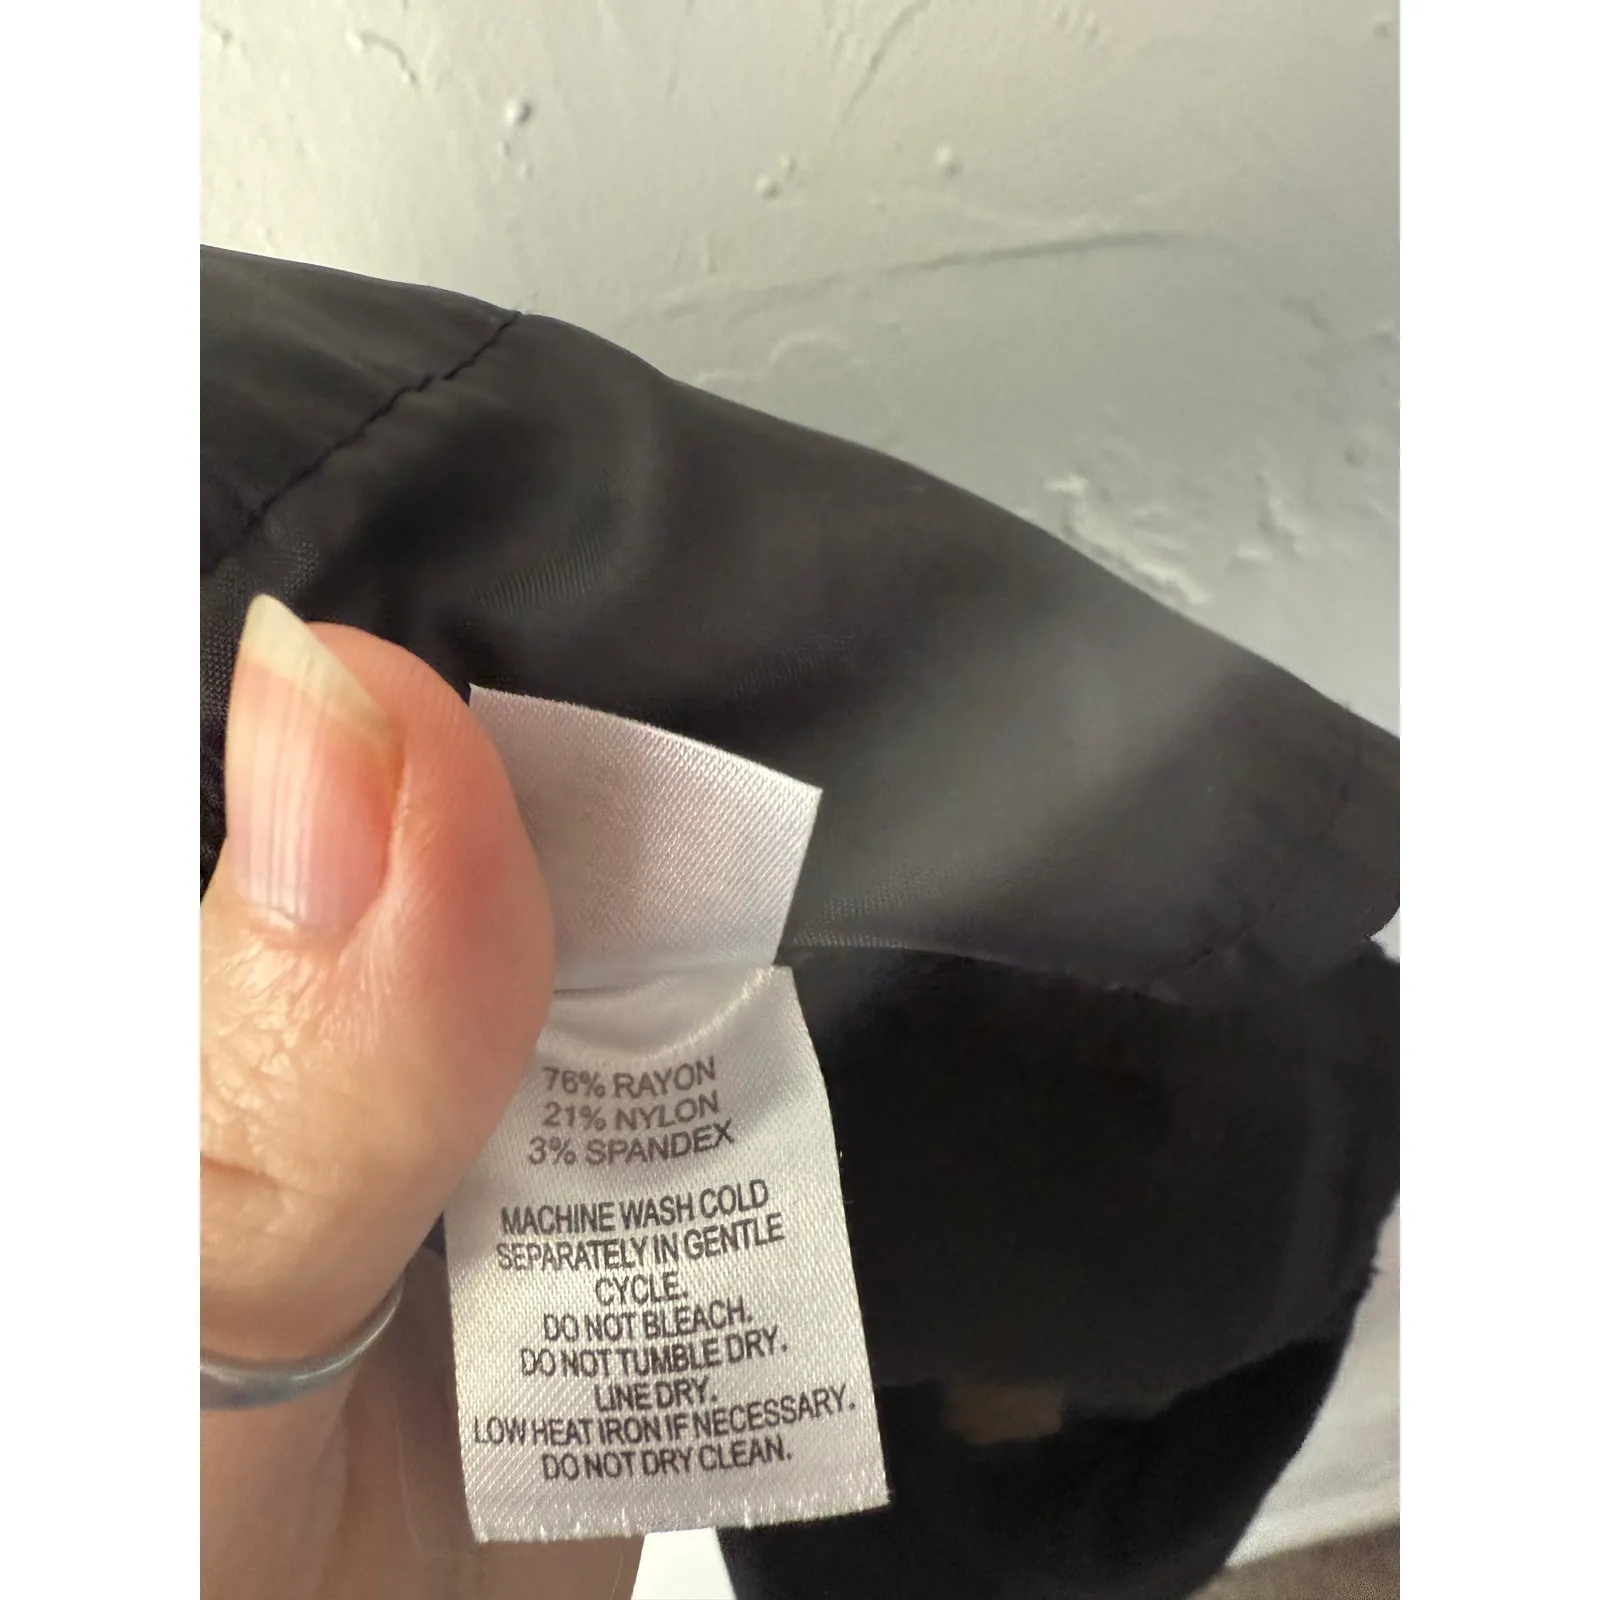 76% RAYON
21% NYLON
3% SPANDEX
MACHINE WASH COLD
SEPARATELY IN GENTLE
CYCLE.
DO NOT BLEACH.
DO NOT TUMBLE DRY.
LINE DRY.
LOW HEAT IRON IF NECESSARY.
DO NOT DRY CLEAN.